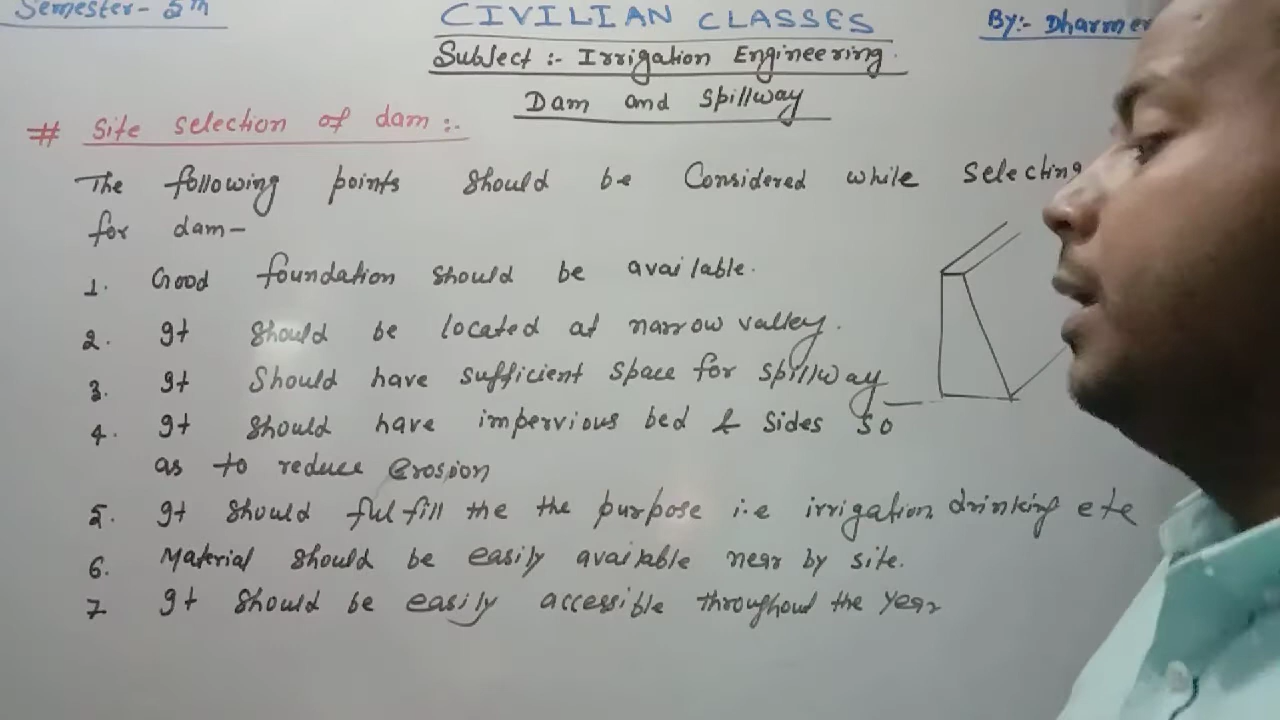 Semester- 5th
CIVILIAN CLASSES
By:- Dharmer
Subject :- Irrigation Engineering.
Dam and spillway
# Site selection of dam :-
The following points should be Considered while selecting
for dam-
1. Good foundation should be available.
2. It should be located at narrow valley.
3. It should have sufficient space for spillway
4. It should have impervious bed & sides so
as to reduce erosion
5. It should fulfill the the purpose i.e irrigation drinking etc
6. Material should be easily available near by site.
7 It should be easily accessible throughout the year